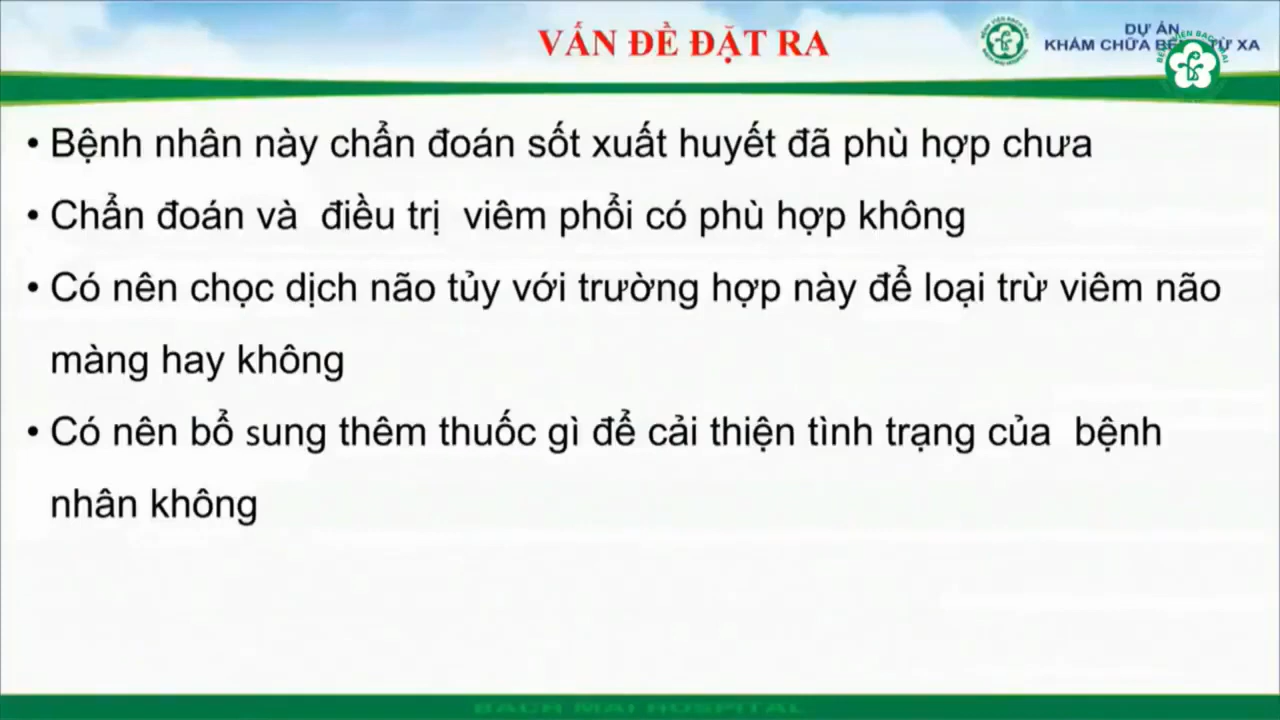 VẤN ĐỀ ĐẶT RA
DỰ ÁN
KHÁM CHỮA BỆNH TỪ XA
• Bệnh nhân này chẩn đoán sốt xuất huyết đã phù hợp chưa
• Chẩn đoán và điều trị viêm phổi có phù hợp không
• Có nên chọc dịch não tủy với trường hợp này để loại trừ viêm não
màng hay không
• Có nên bổ sung thêm thuốc gì để cải thiện tình trạng của bệnh
nhân không
BACH MAI HOSPITAL